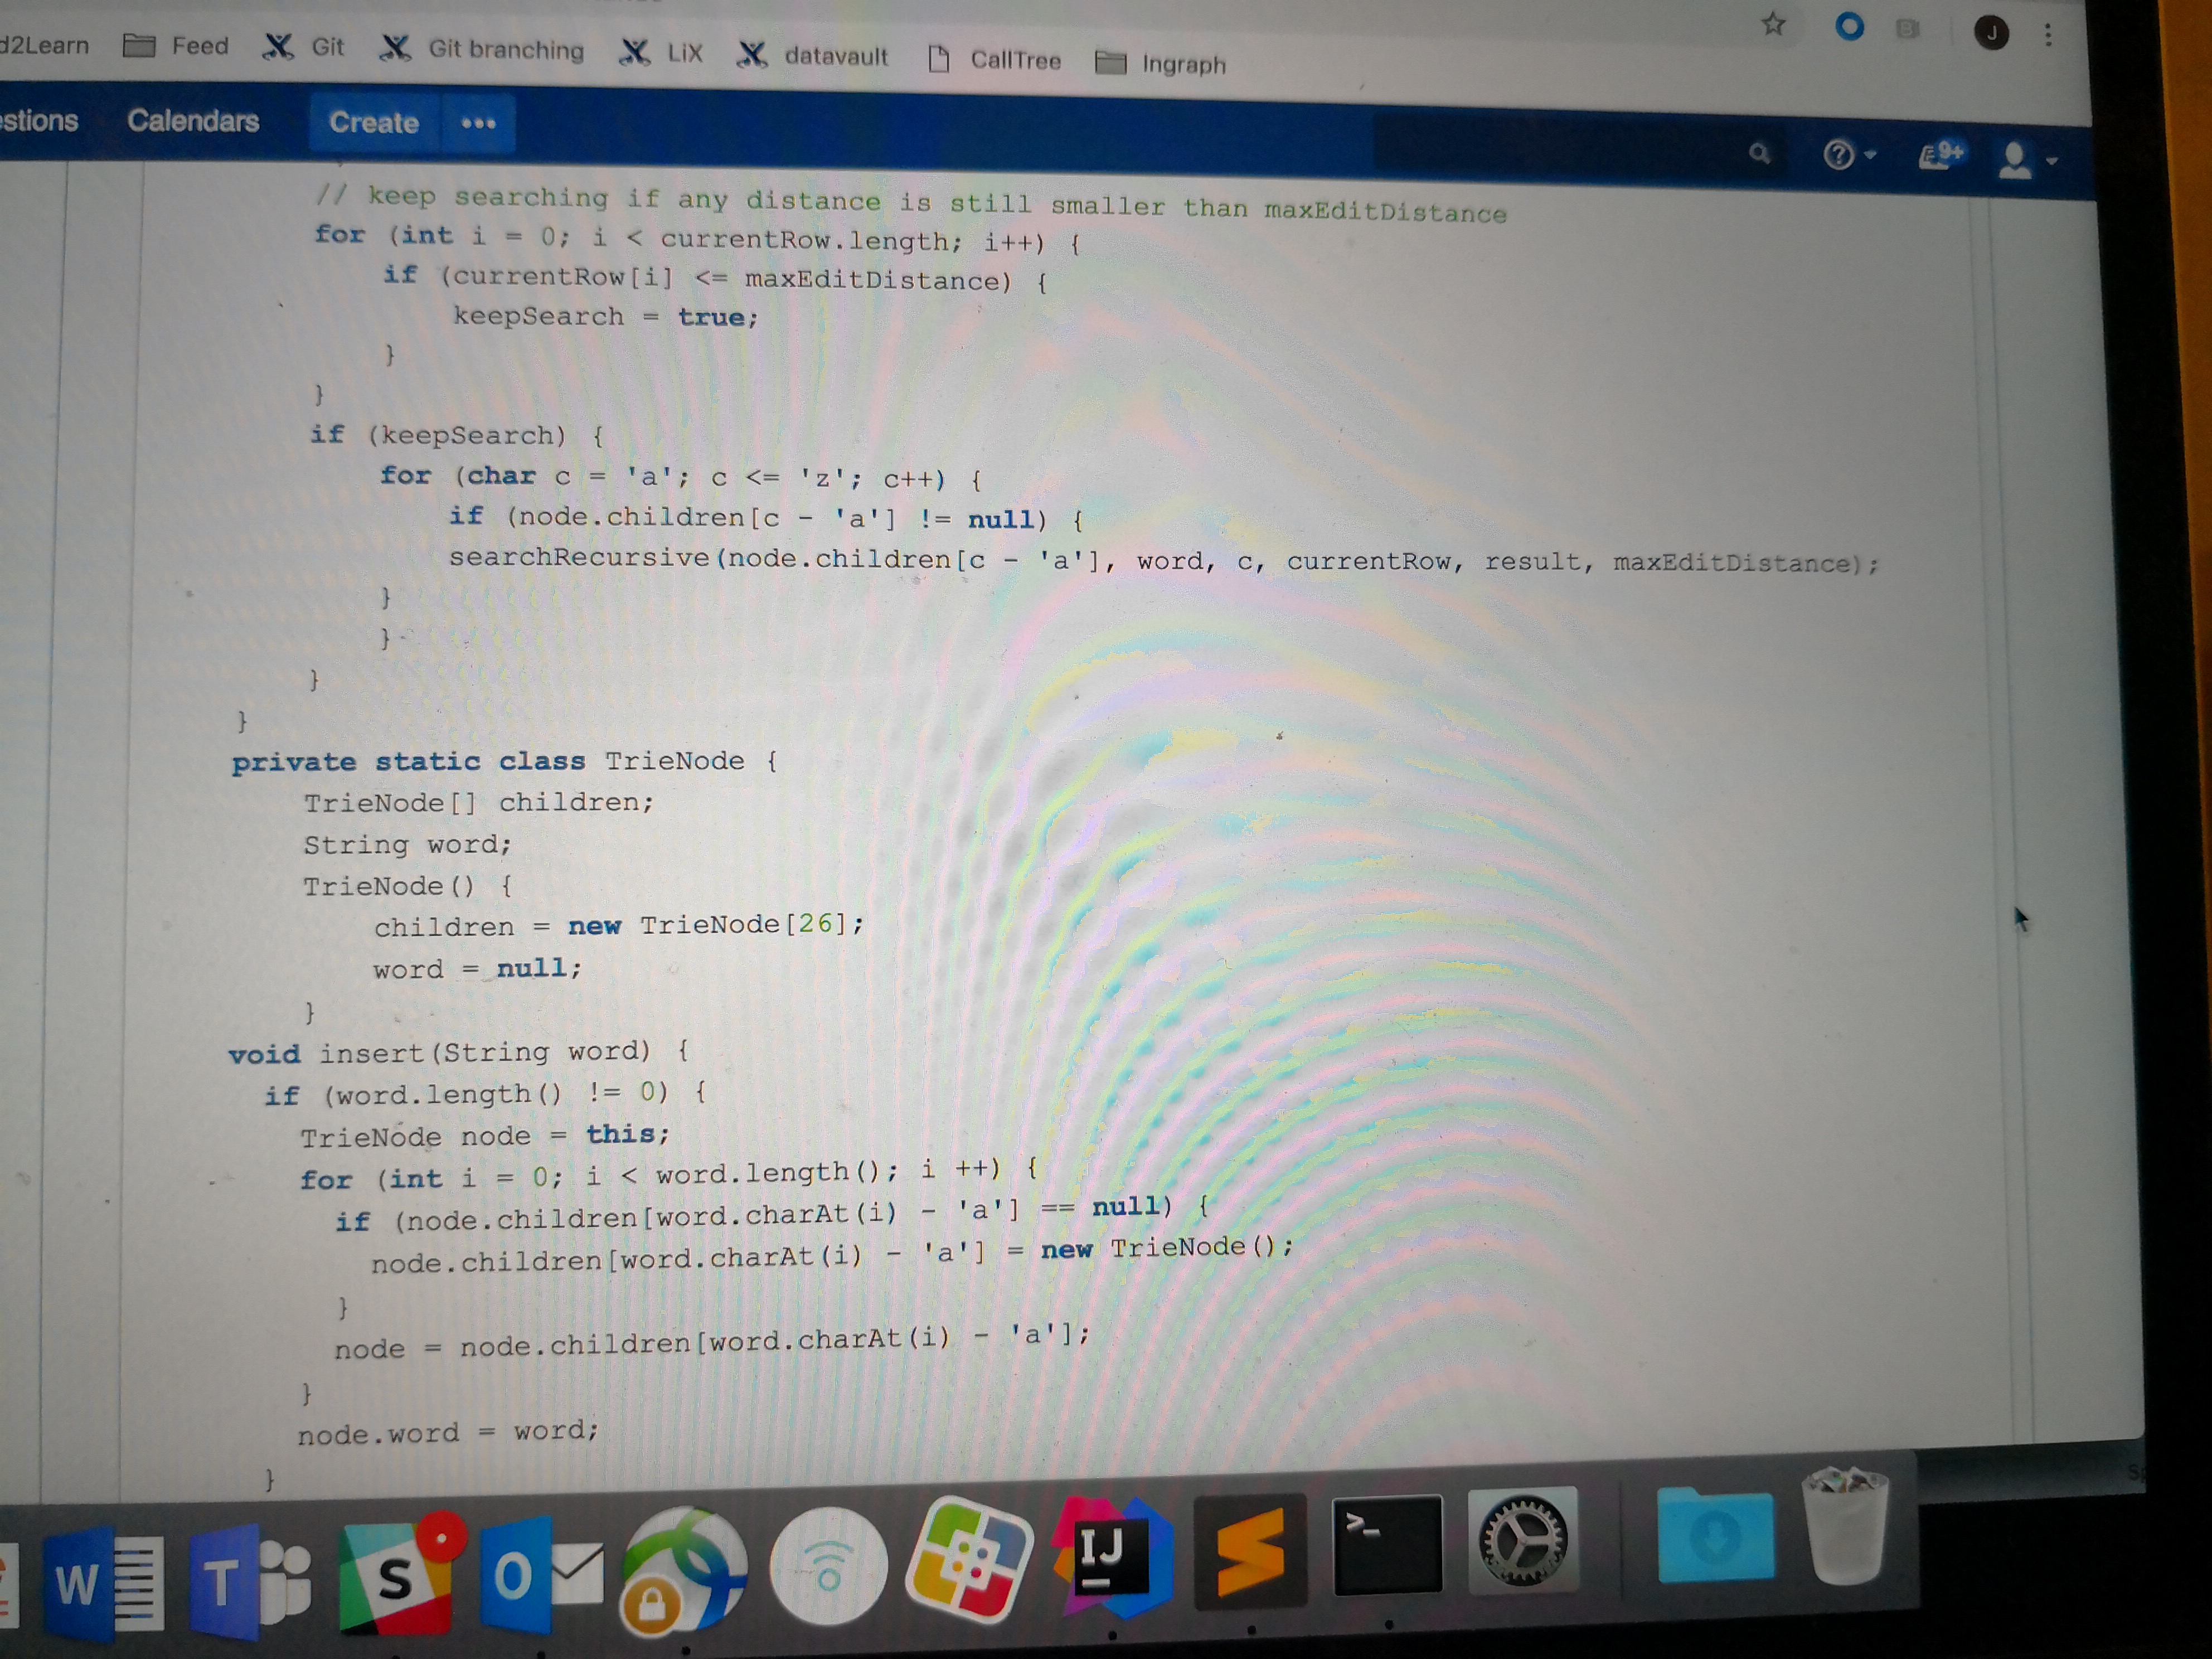 d2Learn Feed Git Git branching LiX datavault CallTree Ingraph J
estions Calendars Create ••• ? 9+
// keep searching if any distance is still smaller than maxEditDistance
for (int i = 0; i < currentRow.length; i++) {
if (currentRow[i] <= maxEditDistance) {
keepSearch = true;
}
}
if (keepSearch) {
for (char c = 'a'; c <= 'z'; c++) {
if (node.children[c - 'a'] != null) {
searchRecursive(node.children[c - 'a'], word, c, currentRow, result, maxEditDistance);
}
}
}
}
private static class TrieNode {
TrieNode[] children;
String word;
TrieNode() {
children = new TrieNode[26];
word = null;
}
void insert(String word) {
if (word.length() != 0) {
TrieNode node = this;
for (int i = 0; i < word.length(); i ++) {
if (node.children[word.charAt(i) - 'a'] == null) {
node.children[word.charAt(i) - 'a'] = new TrieNode();
}
node = node.children[word.charAt(i) - 'a'];
}
node.word = word;
}
W T S O IJ >_